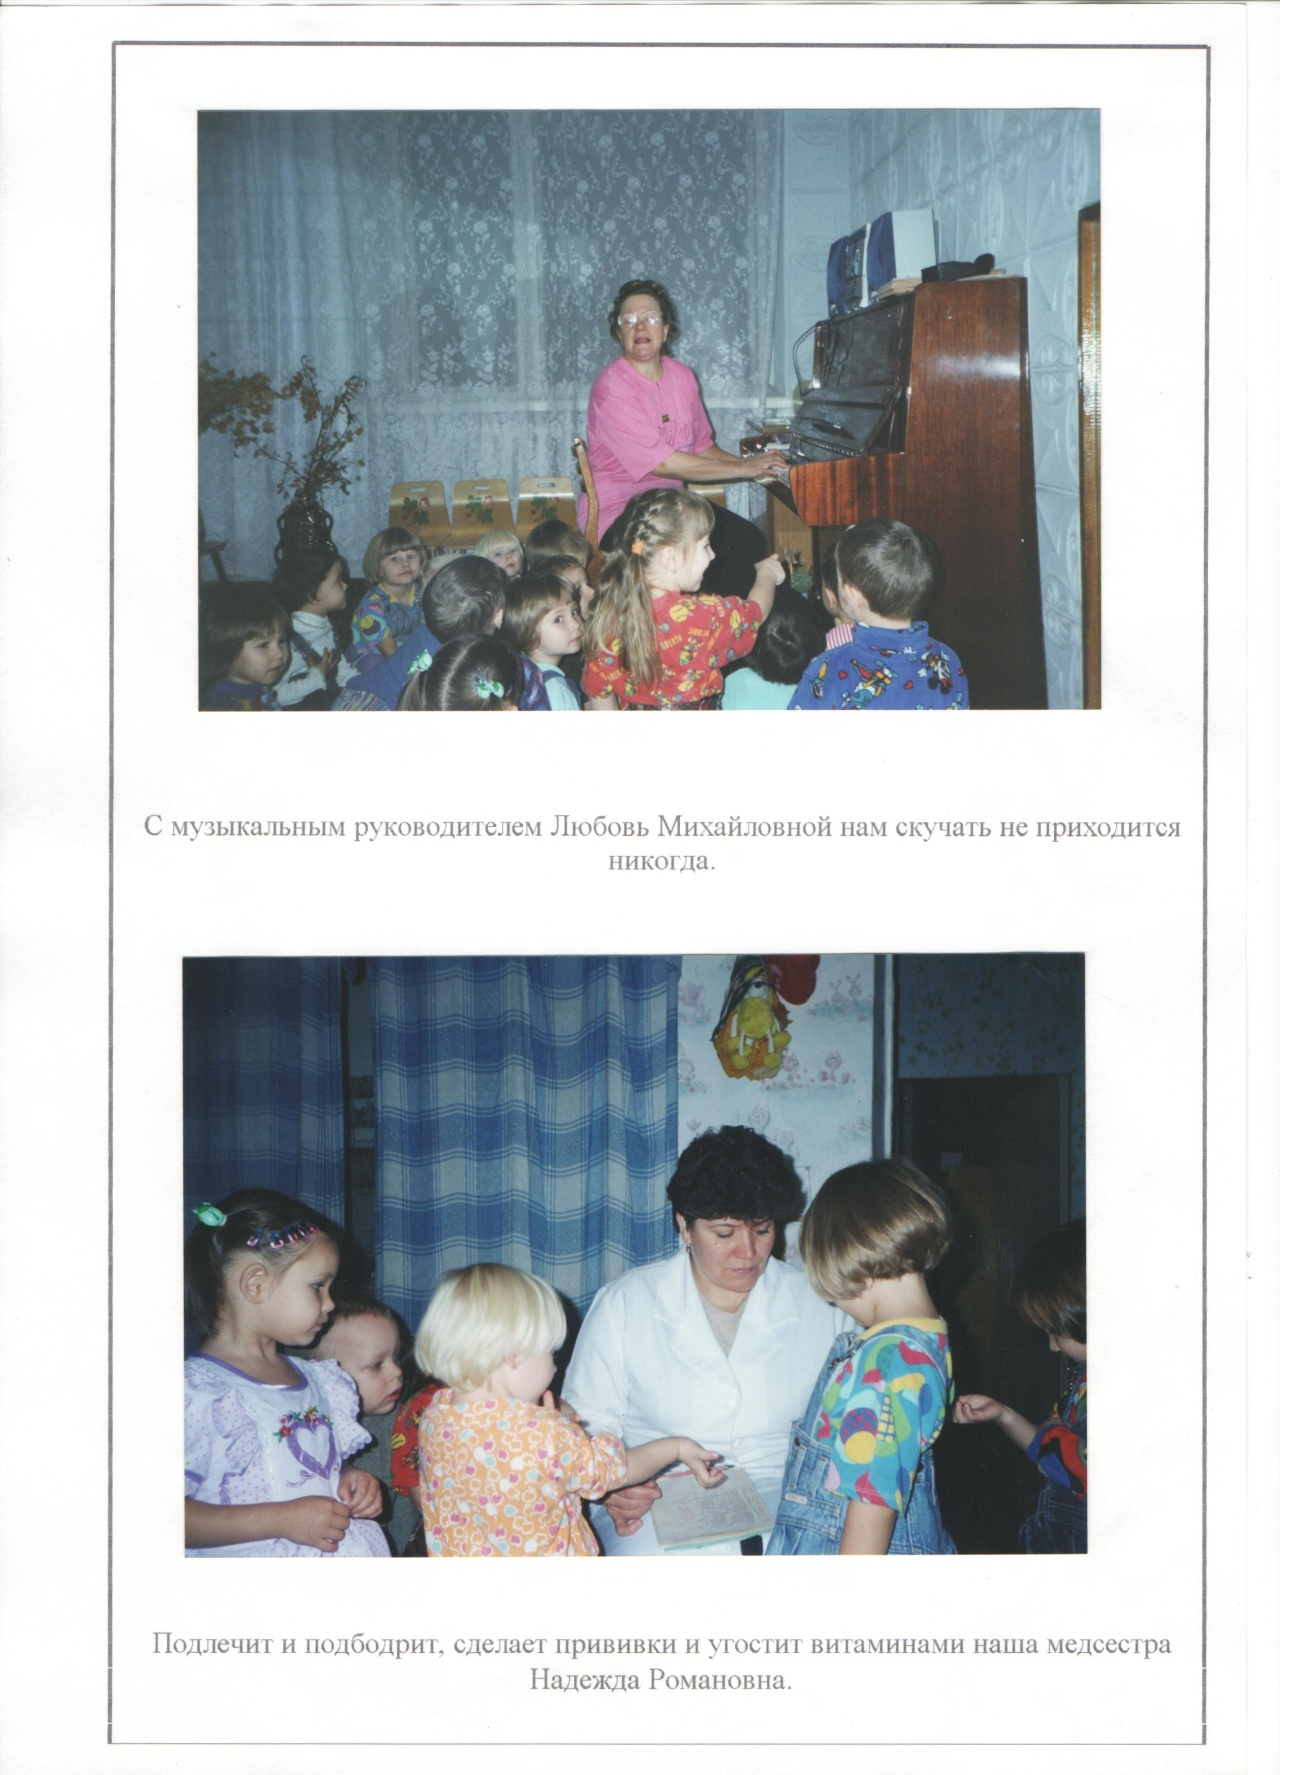 С музыкальным руководителем Любовь Михайловной нам скучать не приходится
никогда.
Подлечит и подбодрит, сделает прививки и угостит витаминами наша медсестра
Надежда Романовна.